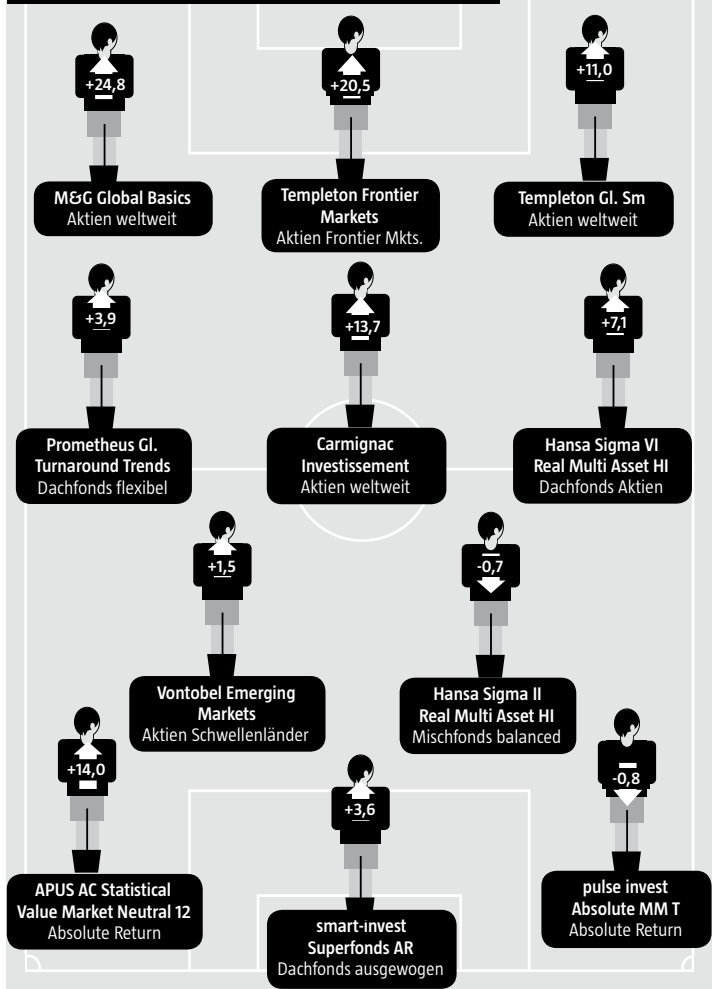 +24,8
M&G Global Basics
Aktien weltweit
+20,5
Templeton Frontier
Markets
Aktien Frontier Mkts.
+11,0
Templeton Gl. Sm
Aktien weltweit
+3,9
Prometheus Gl.
Turnaround Trends
Dachfonds flexibel
+13,7
Carmignac
Investissement
Aktien weltweit
+7,1
Hansa Sigma VI
Real Multi Asset HI
Dachfonds Aktien
+1,5
Vontobel Emerging
Markets
Aktien Schwellenländer
-0,7
Hansa Sigma II
Real Multi Asset HI
Mischfonds balanced
+14,0
APUS AC Statistical
Value Market Neutral 12
Absolute Return
+3,6
smart-invest
Superfonds AR
Dachfonds ausgewogen
-0,8
pulse invest
Absolute MM T
Absolute Return